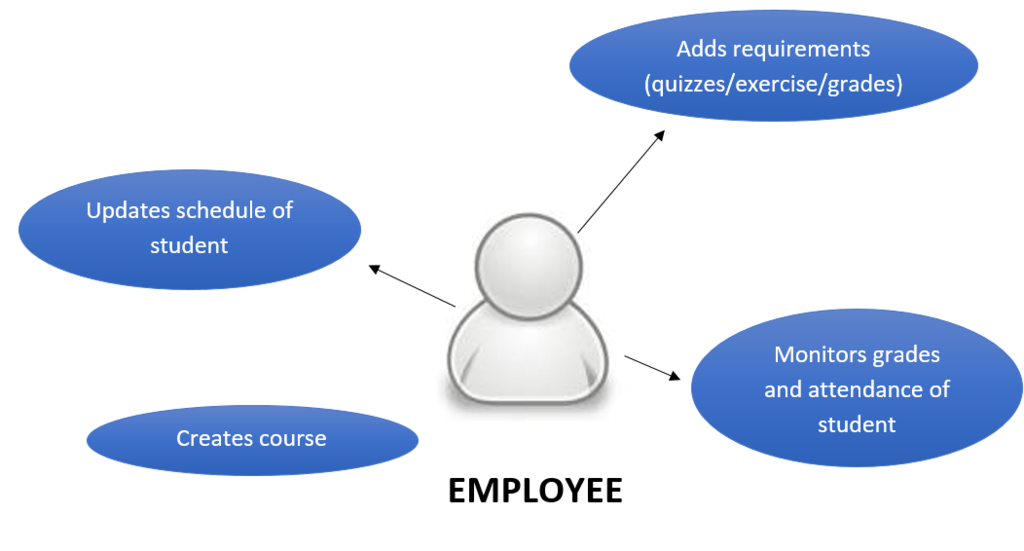 Adds requirements
(quizzes/exercise/grades)
Updates schedule of
student
Monitors grades
and attendance of
student
Creates course
EMPLOYEE